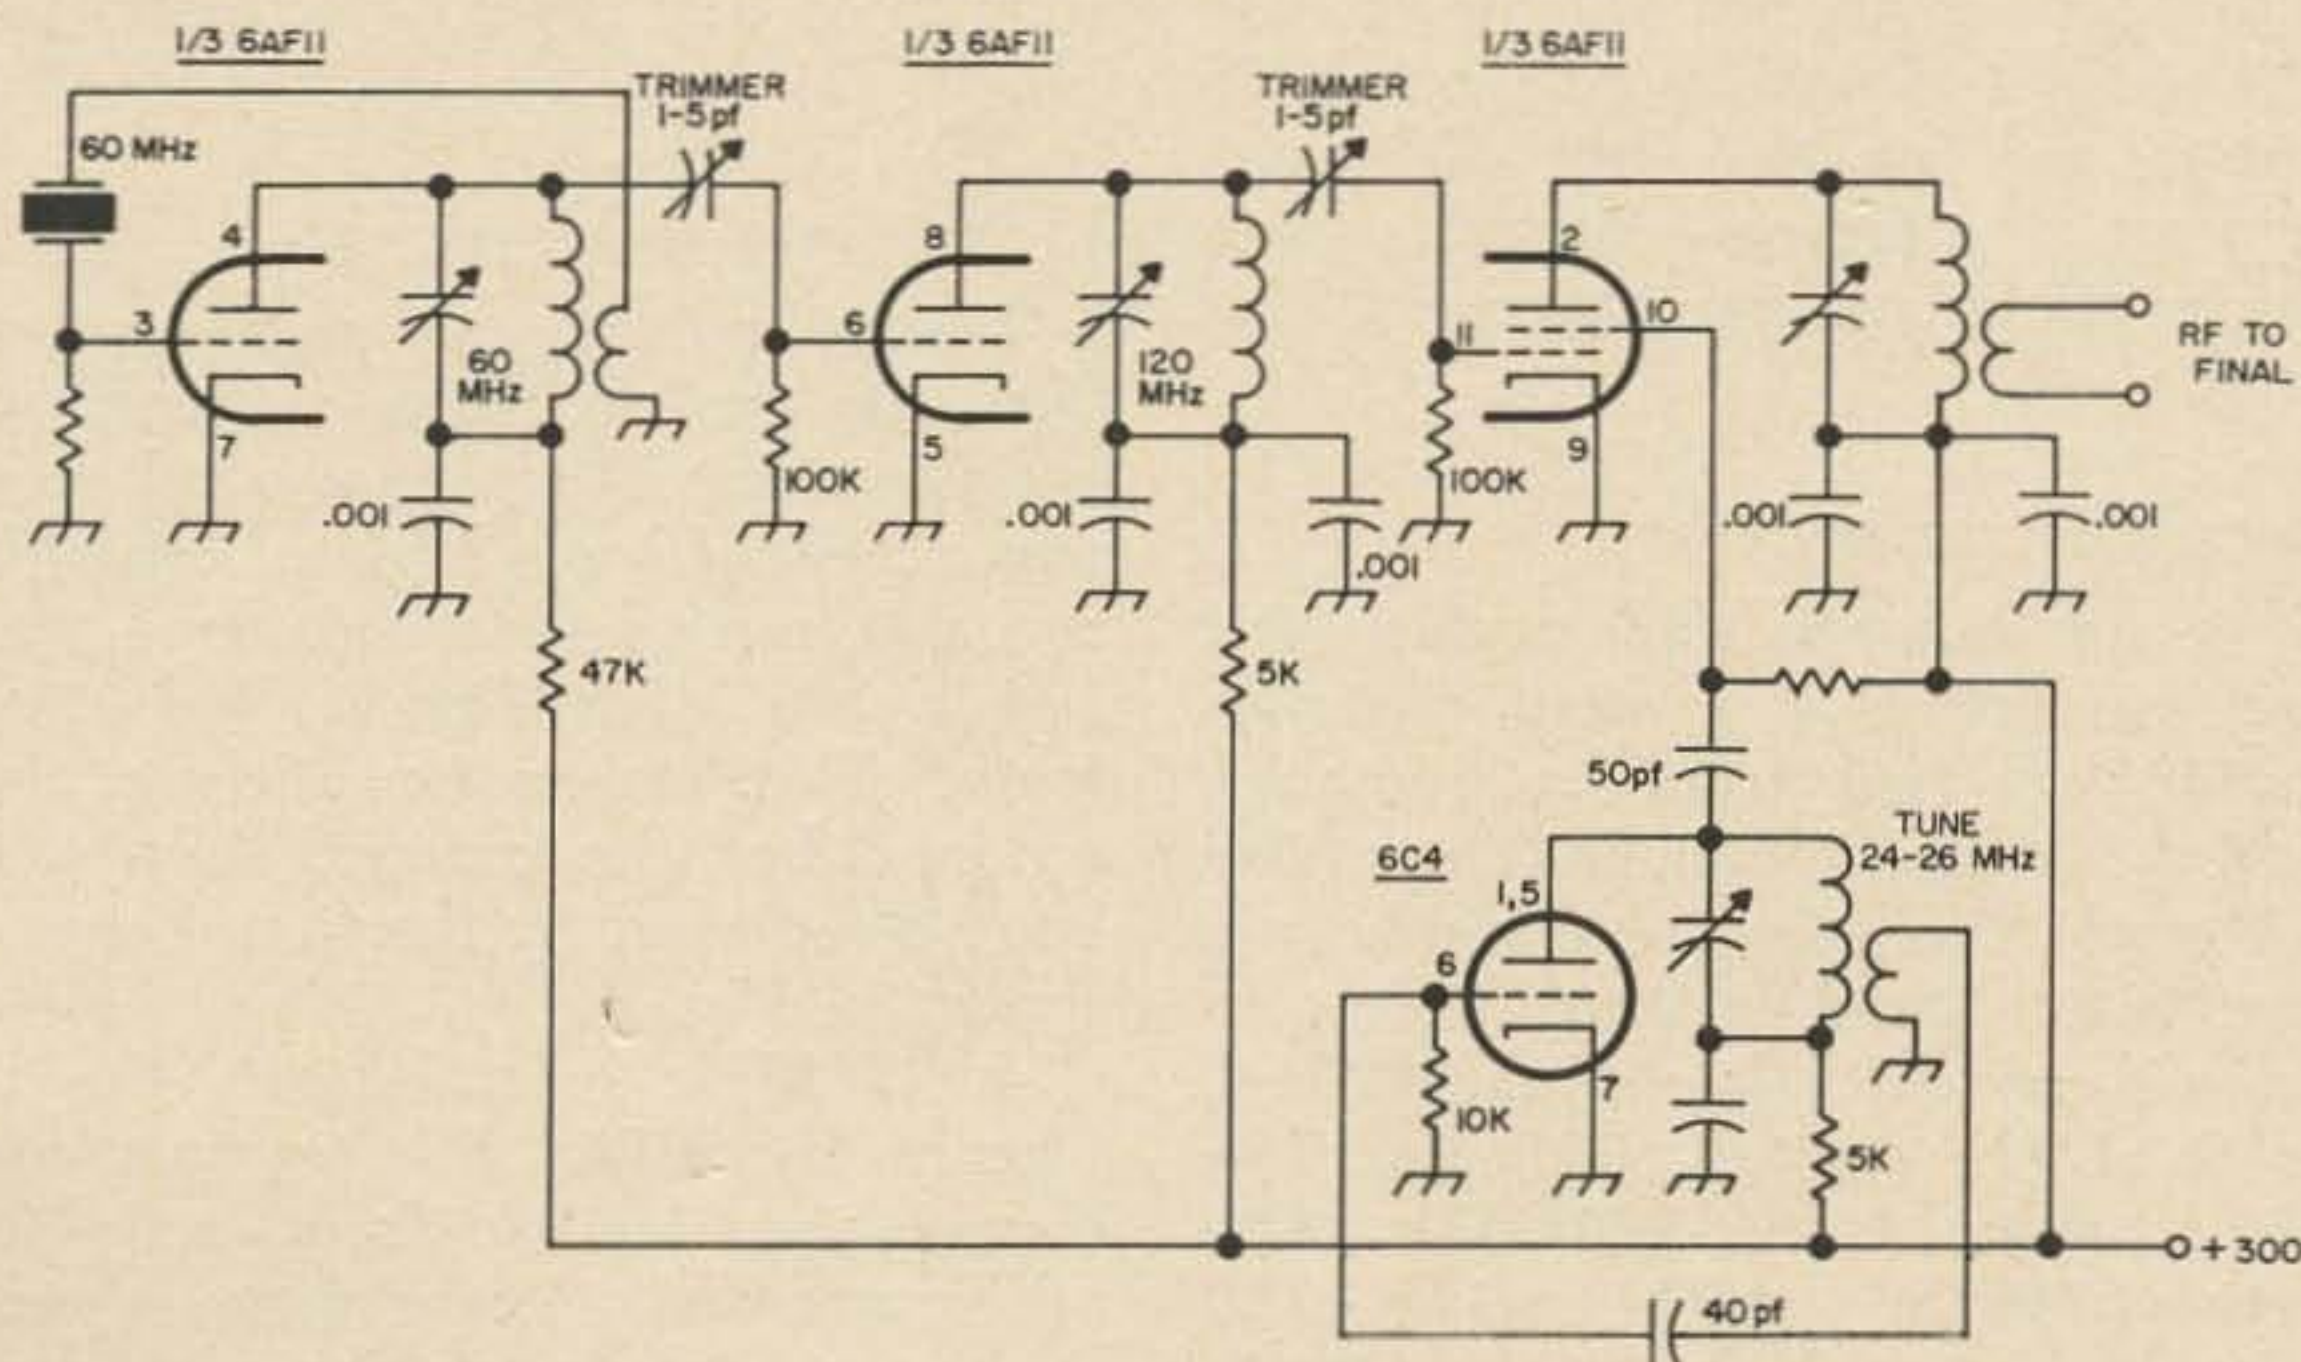 1/3 6AF11
1/3 6AF11
1/3 6AF11
TRIMMER
1-5pf
TRIMMER
1-5pf
60 MHz
4
8
2
3
6
10
11
60
MHz
120
MHz
RF TO
FINAL
7
5
9
100K
100K
.001
.001
.001
.001
.001
47K
5K
50pf
TUNE
24-26 MHz
6C4
1,5
6
7
10K
5K
+300
40pf